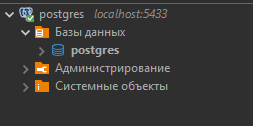 postgres localhost:5433
Базы данных
postgres
Администрирование
Системные объекты